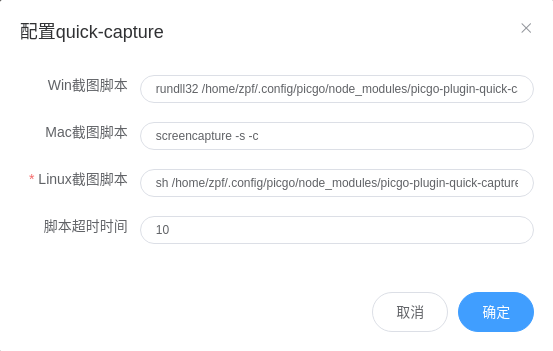 配置quick-capture
Win截图脚本
rundll32 /home/zpf/.config/picgo/node_modules/picgo-plugin-quick-c
Mac截图脚本
screencapture -s -c
* Linux截图脚本
sh /home/zpf/.config/picgo/node_modules/picgo-plugin-quick-capture
脚本超时时间
10
取消
确定